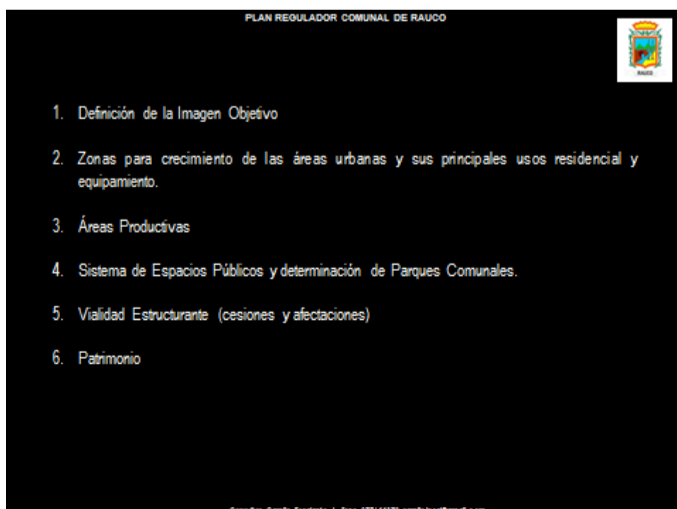 PLAN REGULADOR COMUNAL DE RAUCO
RAUCO
1. Definición de la Imagen Objetivo
2. Zonas para crecimiento de las áreas urbanas y sus principales usos residencial y
equipamiento.
3. Áreas Productivas
4. Sistema de Espacios Públicos y determinación de Parques Comunales.
5. Vialidad Estructurante (cesiones y afectaciones)
6. Patrimonio